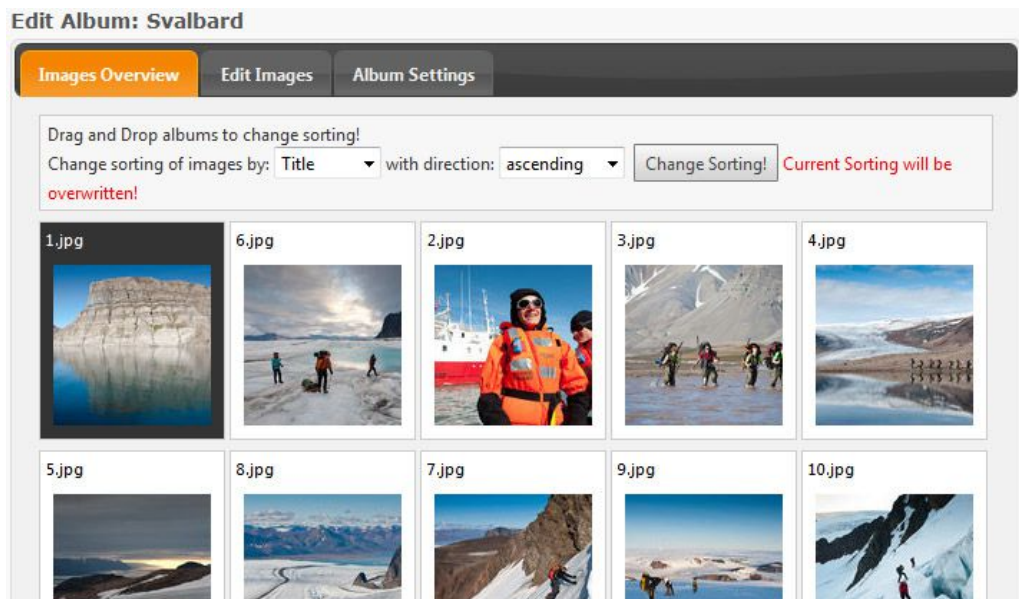 Edit Album: Svalbard
Images Overview
Edit Images
Album Settings
Drag and Drop albums to change sorting!
Change sorting of images by: Title with direction: ascending Change Sorting! Current Sorting will be
overwritten!
1.jpg
6.jpg
2.jpg
3.jpg
4.jpg
5.jpg
8.jpg
7.jpg
9.jpg
10.jpg